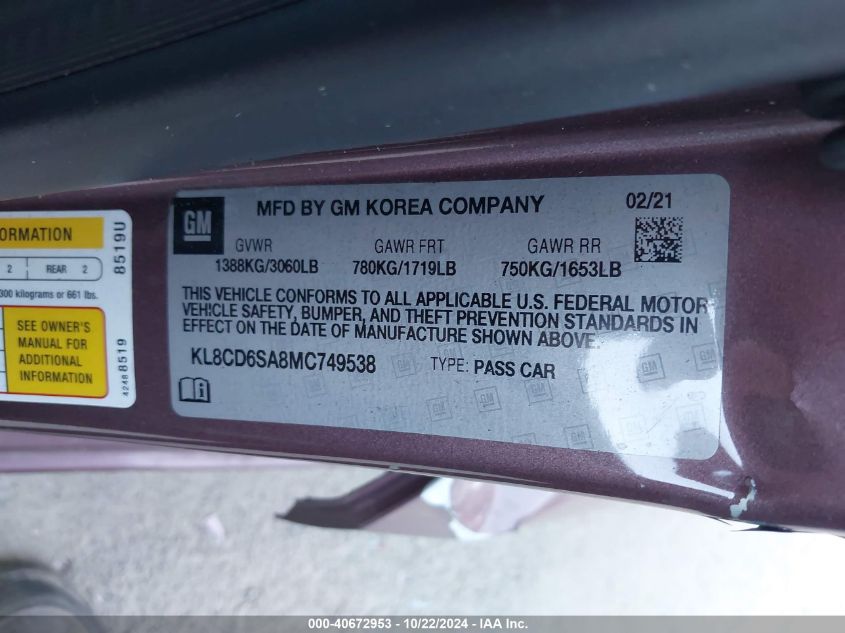 ORMATION
2 REAR 2
300 kilograms or 661 lbs.
SEE OWNER'S
MANUAL FOR
ADDITIONAL
INFORMATION
8519U
4248 8519
GM
MFD BY GM KOREA COMPANY 02/21
GVWR GAWR FRT GAWR RR
1388KG/3060LB 780KG/1719LB 750KG/1653LB
THIS VEHICLE CONFORMS TO ALL APPLICABLE U.S. FEDERAL MOTOR
VEHICLE SAFETY, BUMPER, AND THEFT PREVENTION STANDARDS IN
EFFECT ON THE DATE OF MANUFACTURE SHOWN ABOVE.
KL8CD6SA8MC749538 TYPE: PASS CAR
000-40672953 - 10/22/2024 - IAA Inc.